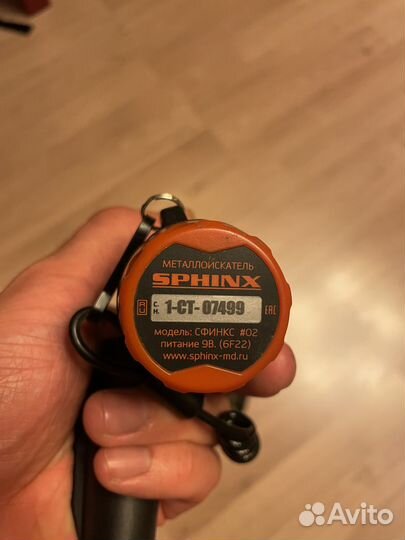 МЕТАЛЛОИСКАТЕЛЬ
SPHINX
С.Н. 1-СТ- 07499 EAC
модель: СФИНКС #02
питание 9В. (6F22)
www.sphinx-md.ru
Avito